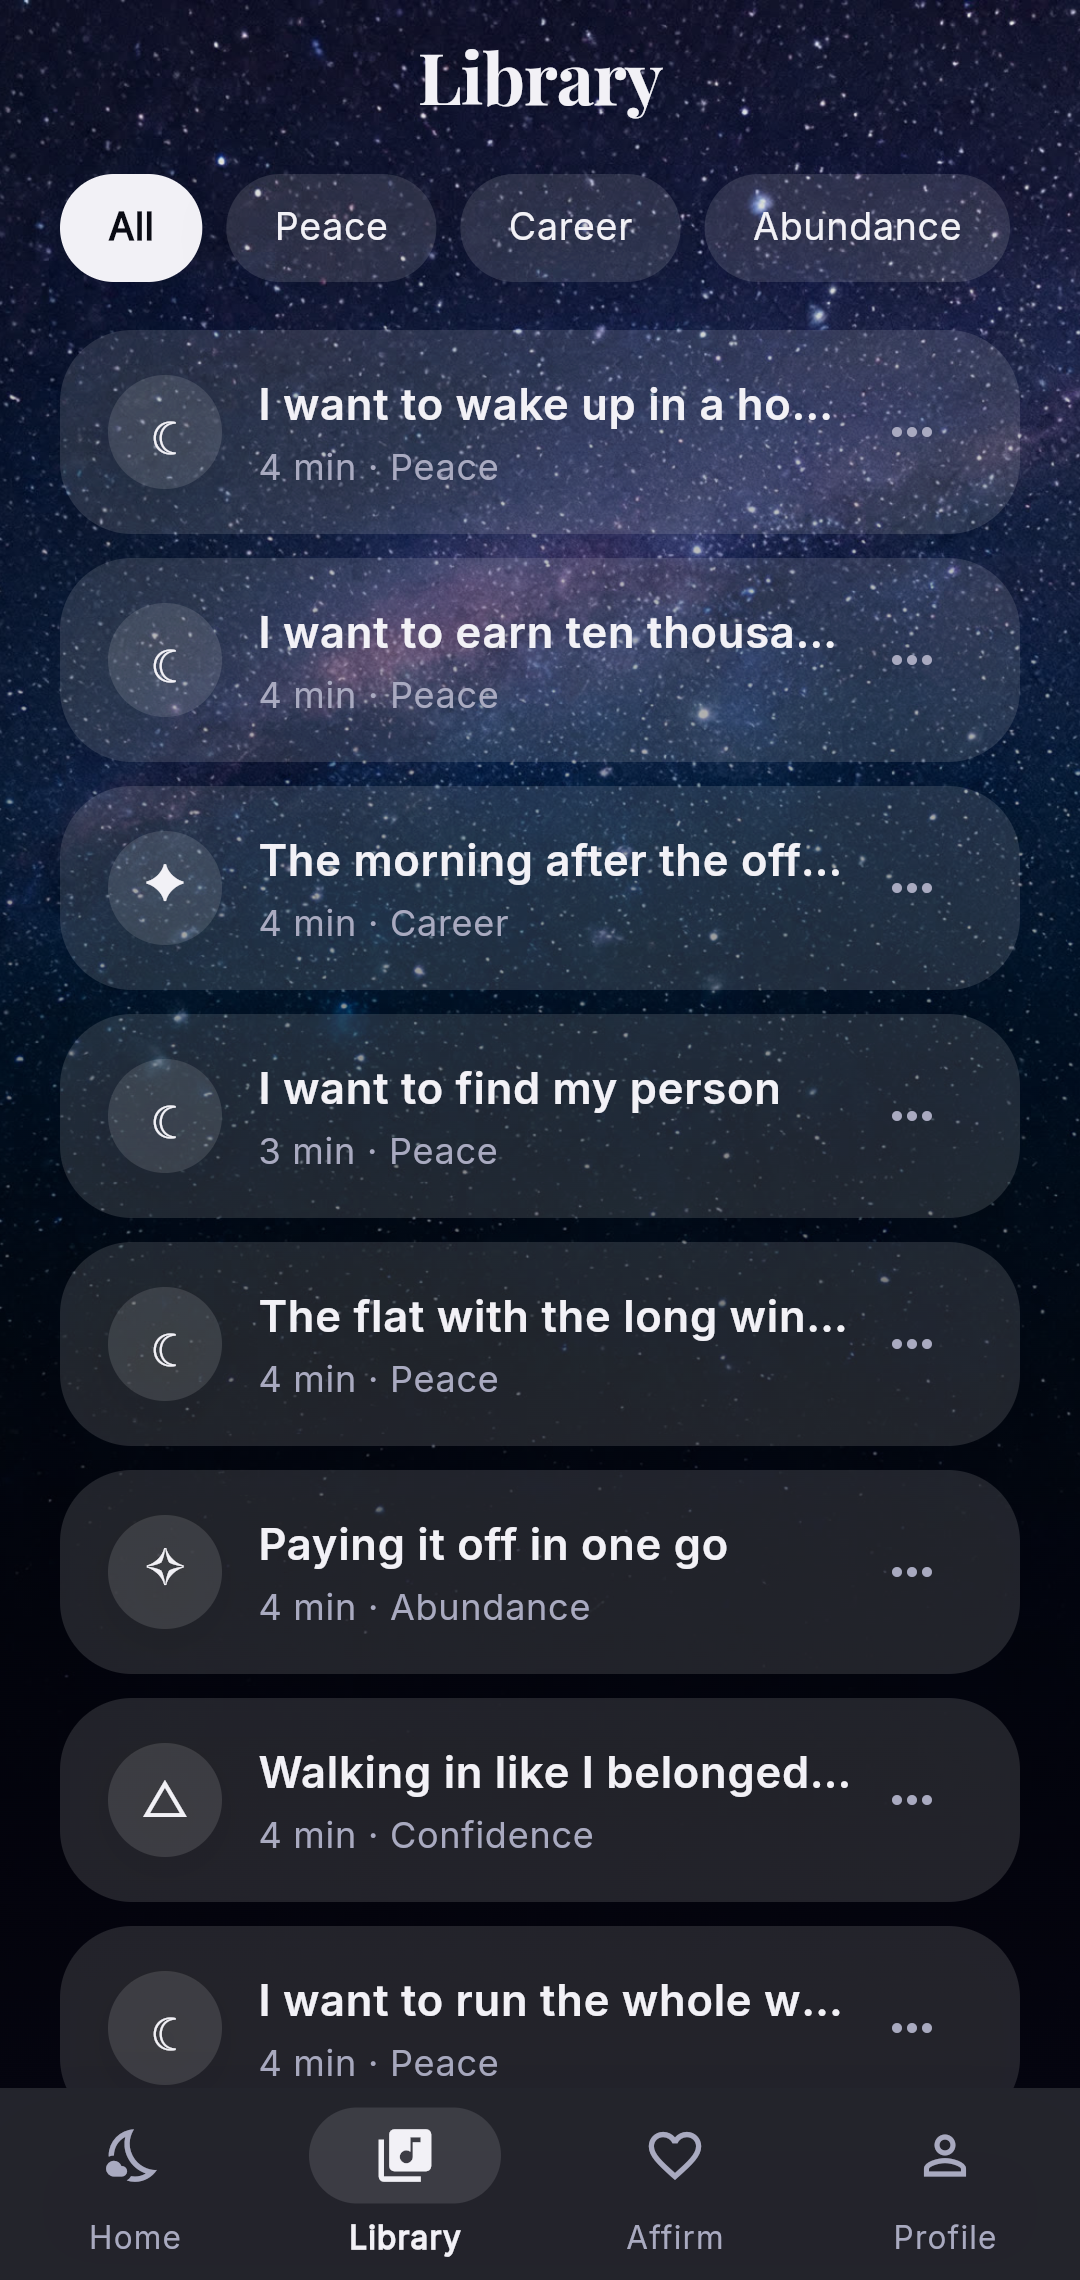 Library
All
Peace
Career
Abundance
I want to wake up in a ho...
4 min · Peace
I want to earn ten thousa...
4 min · Peace
The morning after the off...
4 min · Career
I want to find my person
3 min · Peace
The flat with the long win...
4 min · Peace
Paying it off in one go
4 min · Abundance
Walking in like I belonged...
4 min · Confidence
I want to run the whole w...
4 min · Peace
Home
Library
Affirm
Profile